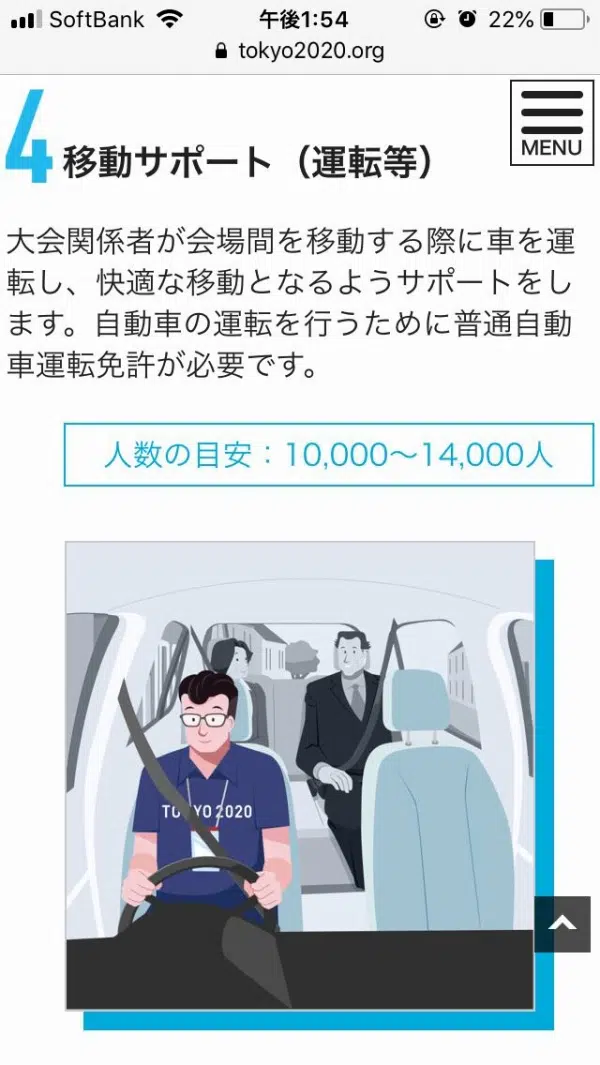 SoftBank 午後1:54 22%
tokyo2020.org
MENU
4 移動サポート（運転等）
大会関係者が会場間を移動する際に車を運
転し、快適な移動となるようサポートをし
ます。自動車の運転を行うために普通自動
車運転免許が必要です。
人数の目安：10,000～14,000人
TOKYO 2020